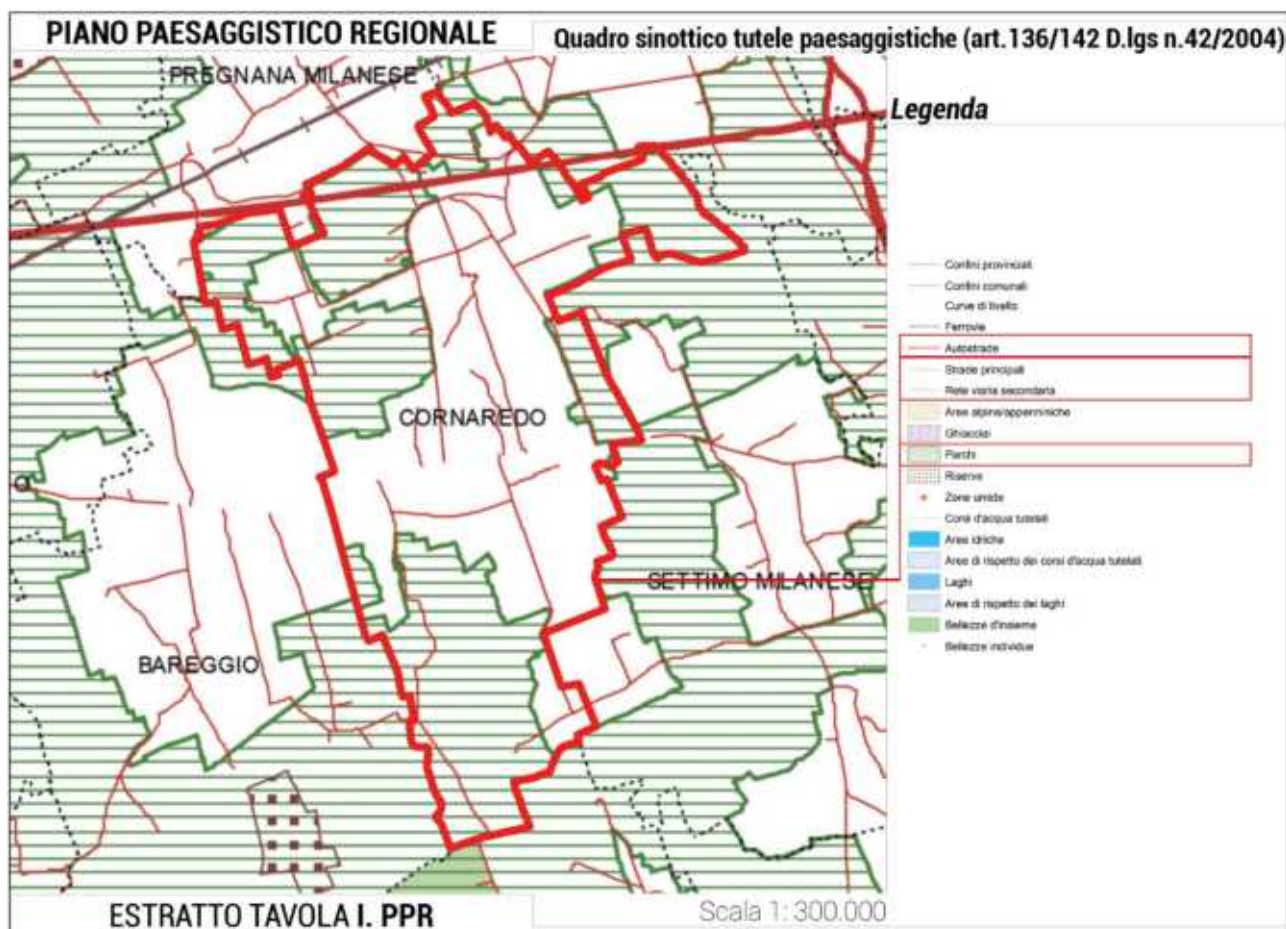 PIANO PAESAGGISTICO REGIONALE
Quadro sinottico tutele paesaggistiche (art.136/142 D.lgs n.42/2004)
PREGNANA MILANESE
Legenda
Confini provinciali
Confini comunali
Curve di livello
Ferrovie
Autostrade
Strade principali
Rete viaria secondaria
Aree alpine/appenniniche
Ghiacciai
Parchi
Riserve
Zone umide
Corsi d'acqua tutelati
Aree idriche
Aree di rispetto dei corsi d'acqua tutelati
Laghi
Aree di rispetto dei laghi
Bellezze d'insieme
Bellezze individue
CORNAREDO
SETTIMO MILANESE
BAREGGIO
ESTRATTO TAVOLA I. PPR
Scala 1: 300.000